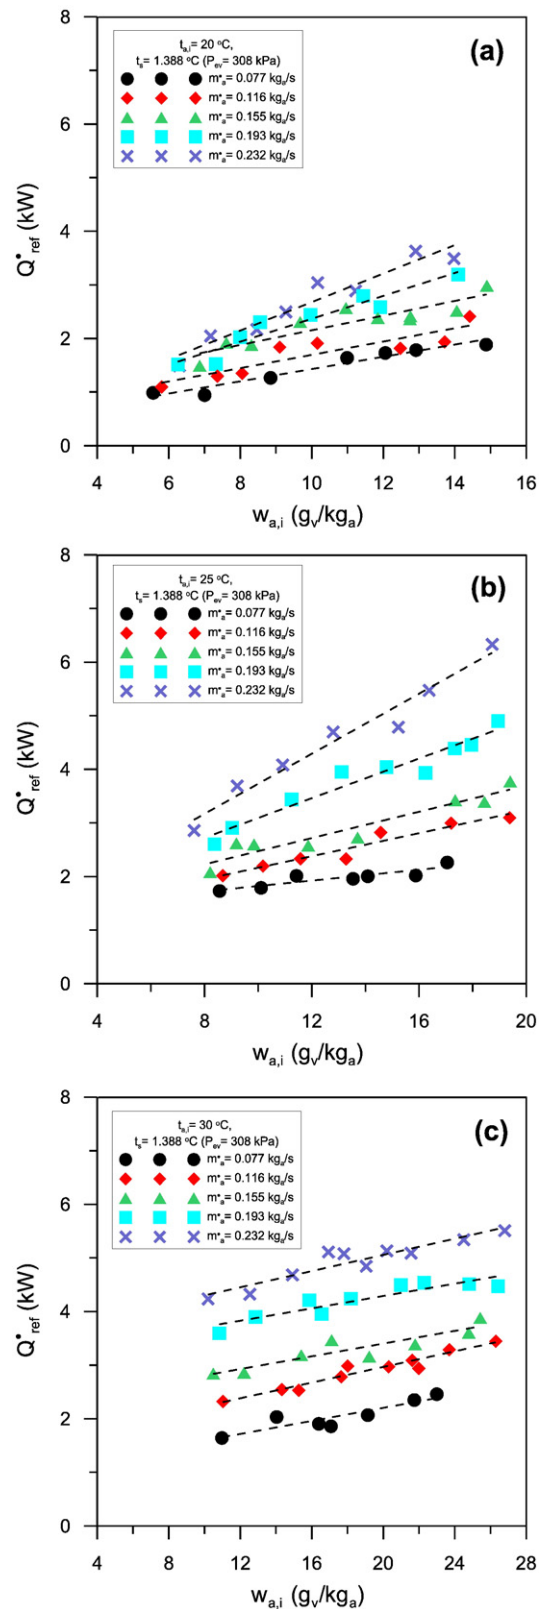 (a)
t_a,i= 20 °C,
t_s= 1.388 °C (P_ev= 308 kPa)
m•_a= 0.077 kg_a/s
m•_a= 0.116 kg_a/s
m•_a= 0.155 kg_a/s
m•_a= 0.193 kg_a/s
m•_a= 0.232 kg_a/s
Q•_ref (kW)
8
6
4
2
0
4 6 8 10 12 14 16
w_a,i (g_v/kg_a)
(b)
t_a,i= 25 °C,
t_s= 1.388 °C (P_ev= 308 kPa)
m•_a= 0.077 kg_a/s
m•_a= 0.116 kg_a/s
m•_a= 0.155 kg_a/s
m•_a= 0.193 kg_a/s
m•_a= 0.232 kg_a/s
Q•_ref (kW)
8
6
4
2
0
4 8 12 16 20
w_a,i (g_v/kg_a)
(c)
t_a,i= 30 °C,
t_s= 1.388 °C (P_ev= 308 kPa)
m•_a= 0.077 kg_a/s
m•_a= 0.116 kg_a/s
m•_a= 0.155 kg_a/s
m•_a= 0.193 kg_a/s
m•_a= 0.232 kg_a/s
Q•_ref (kW)
8
6
4
2
0
4 8 12 16 20 24 28
w_a,i (g_v/kg_a)